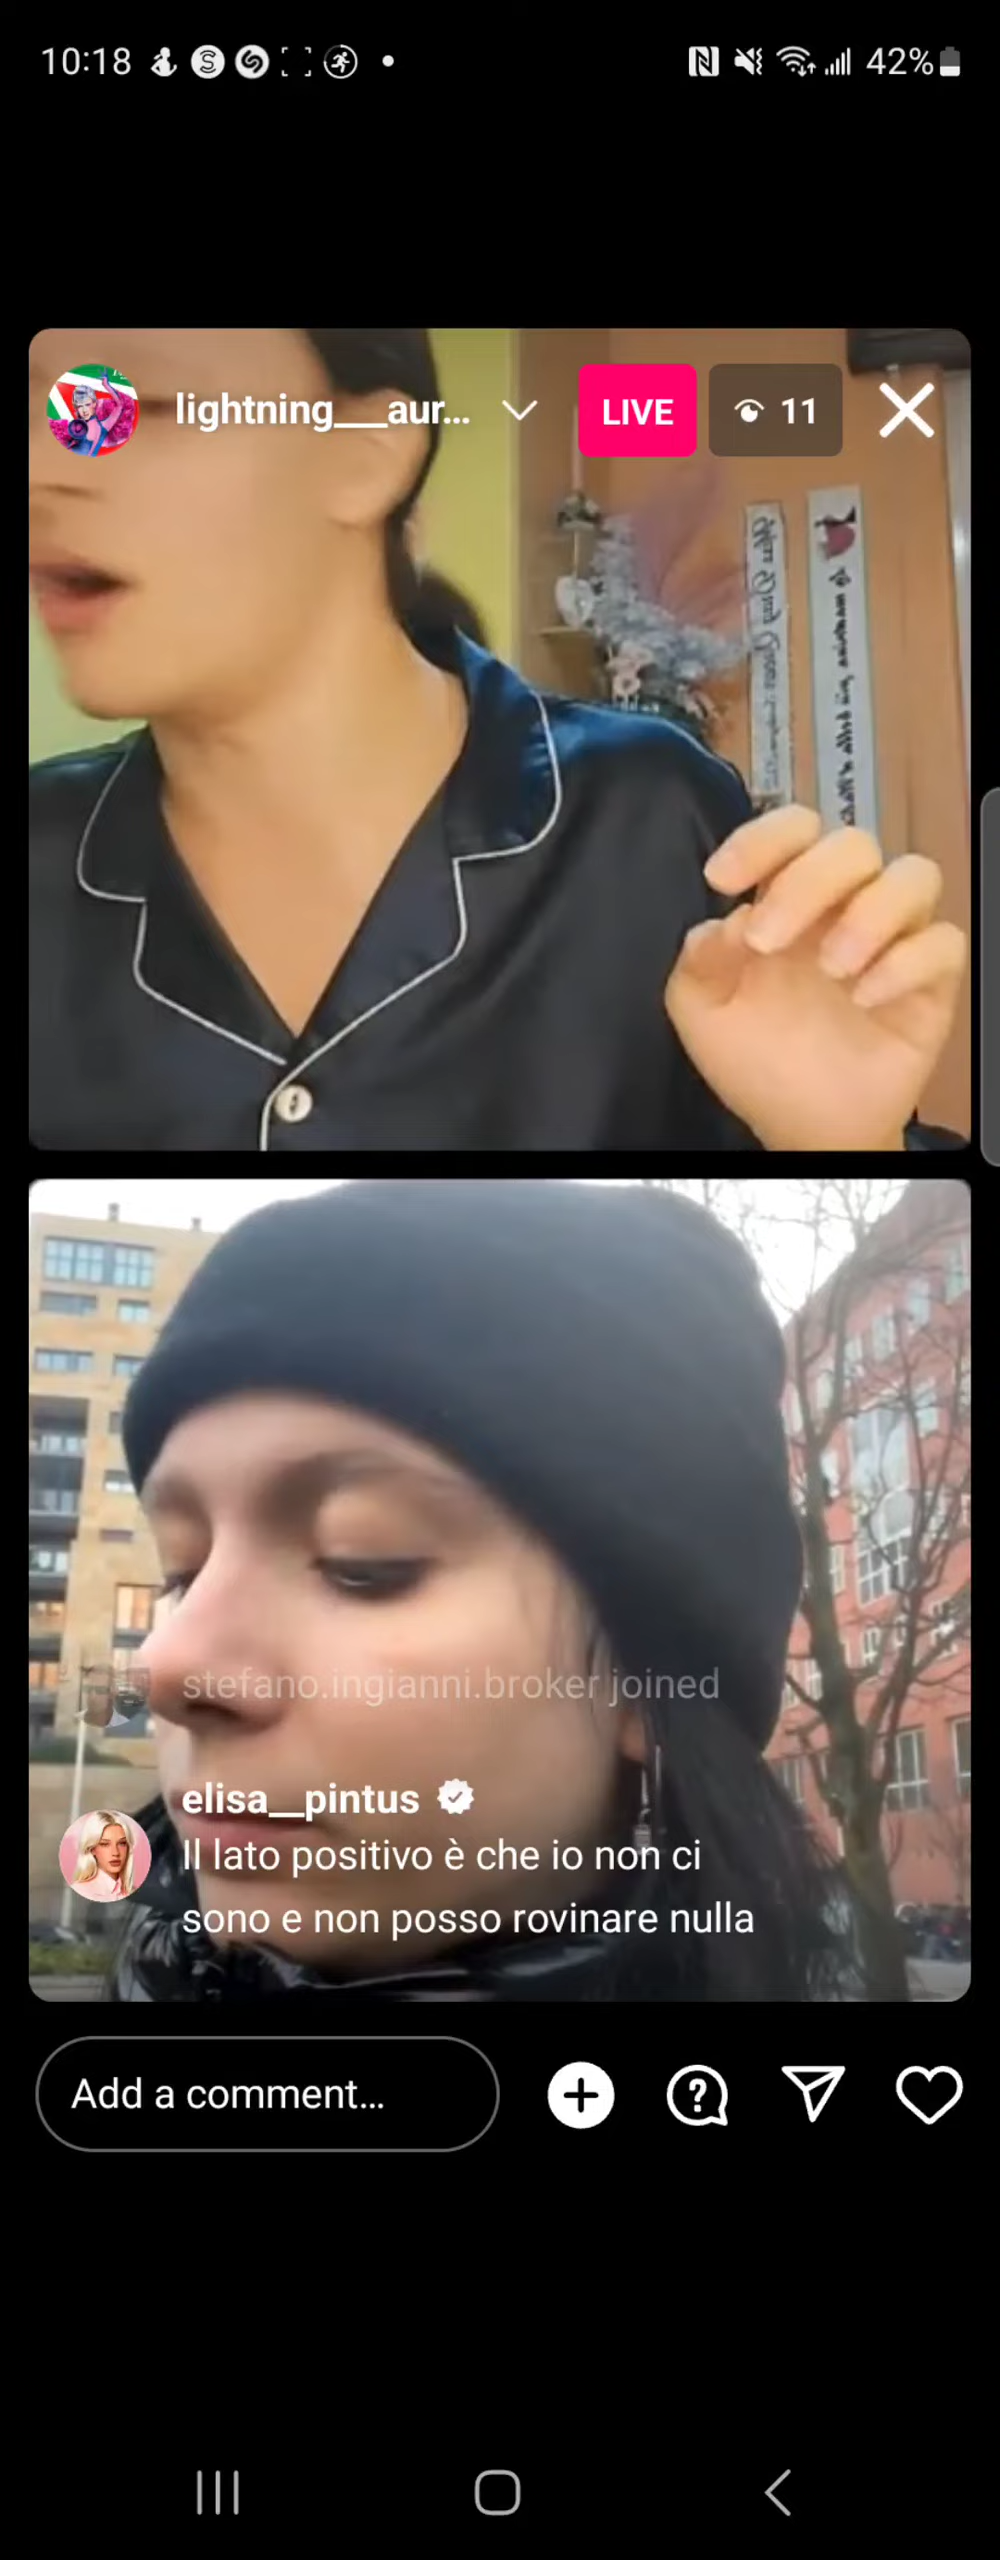 10:18
42%
lightning__aur...
LIVE
11
stefano.ingianni.broker joined
elisa__pintus
Il lato positivo è che io non ci
sono e non posso rovinare nulla
Add a comment...